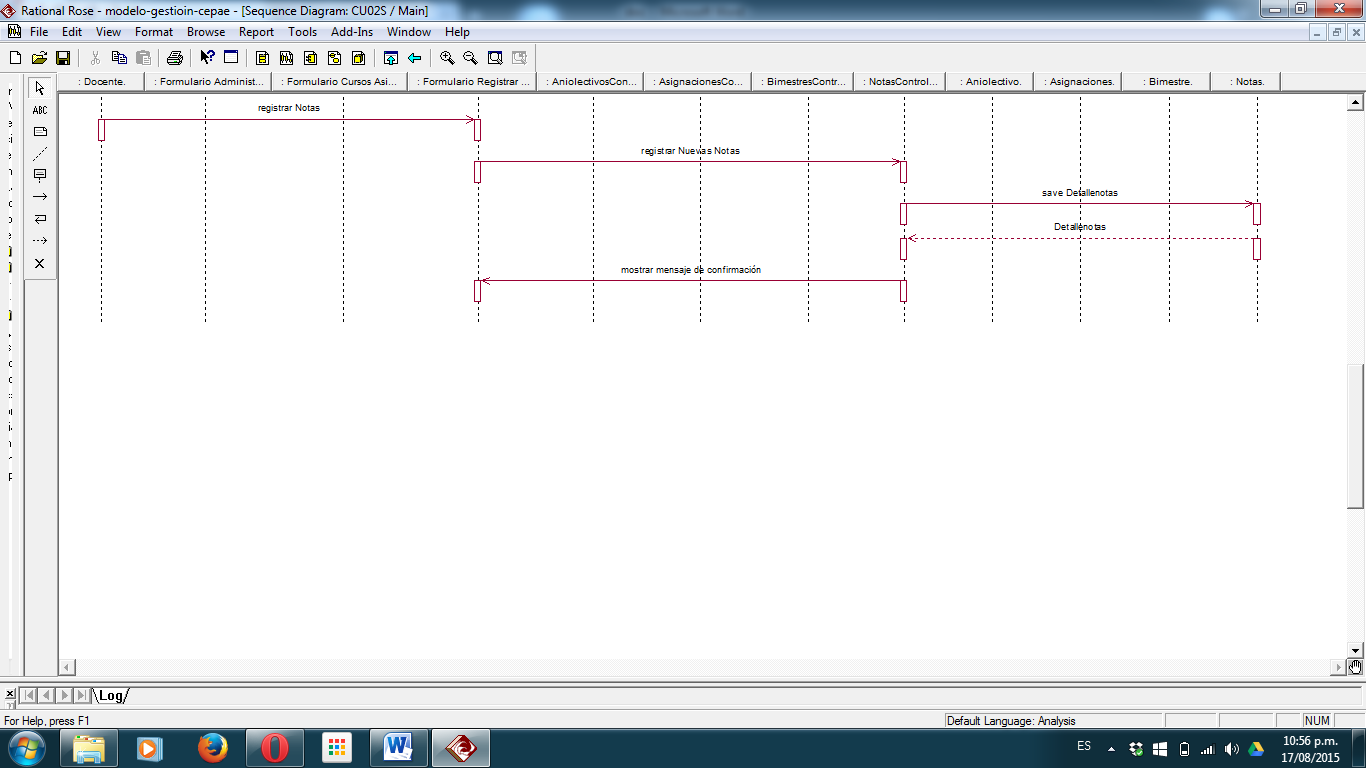 Rational Rose - modelo-gestioin-cepae - [Sequence Diagram: CU02S / Main]
File Edit View Format Browse Report Tools Add-Ins Window Help
: Docente. : Formulario Administ... : Formulario Cursos Asi... : Formulario Registrar ... : AniolectivosCon... : AsignacionesCo... : BimestresContr... : NotasControl... : Aniolectivo. : Asignaciones. : Bimestre. : Notas.
ABC
registrar Notas
registrar Nuevas Notas
save Detallenotas
Detallenotas
mostrar mensaje de confirmación
\Log/
For Help, press F1 Default Language: Analysis NUM
ES 10:56 p.m.
17/08/2015